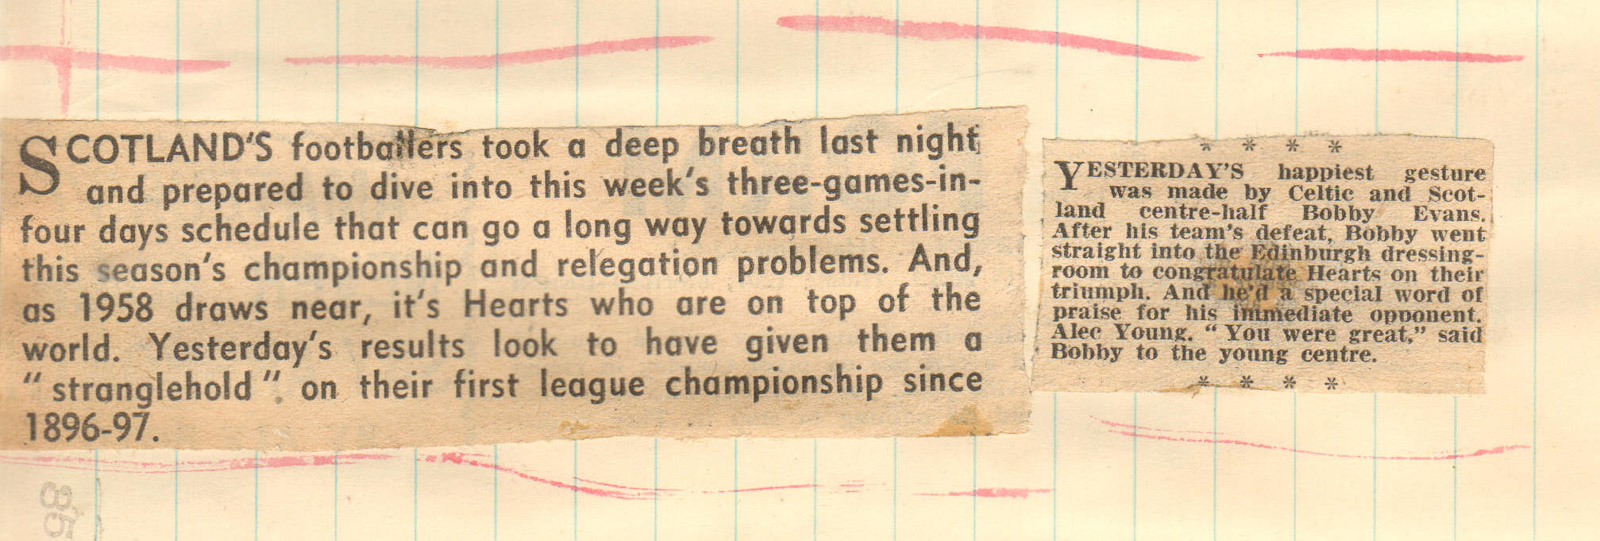 SCOTLAND'S footballers took a deep breath last night
and prepared to dive into this week's three-games-in-
four days schedule that can go a long way towards settling
this season's championship and relegation problems. And,
as 1958 draws near, it's Hearts who are on top of the
world. Yesterday's results look to have given them a
"stranglehold" on their first league championship since
1896-97.
* * * *
YESTERDAY'S happiest gesture
was made by Celtic and Scot-
land centre-half Bobby Evans.
After his team's defeat, Bobby went
straight into the Edinburgh dressing-
room to congratulate Hearts on their
triumph. And he'd a special word of
praise for his immediate opponent.
Alec Young. "You were great," said
Bobby to the young centre.
* * * *
85